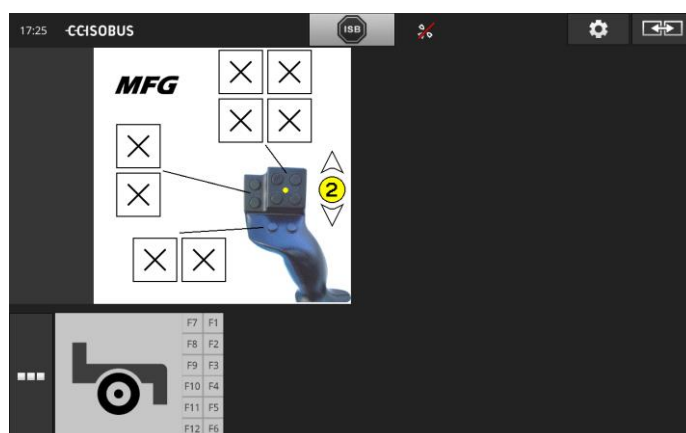 17:25 CCISOBUS ISB
MFG
2
F7 F1
F8 F2
F9 F3
F10 F4
F11 F5
F12 F6